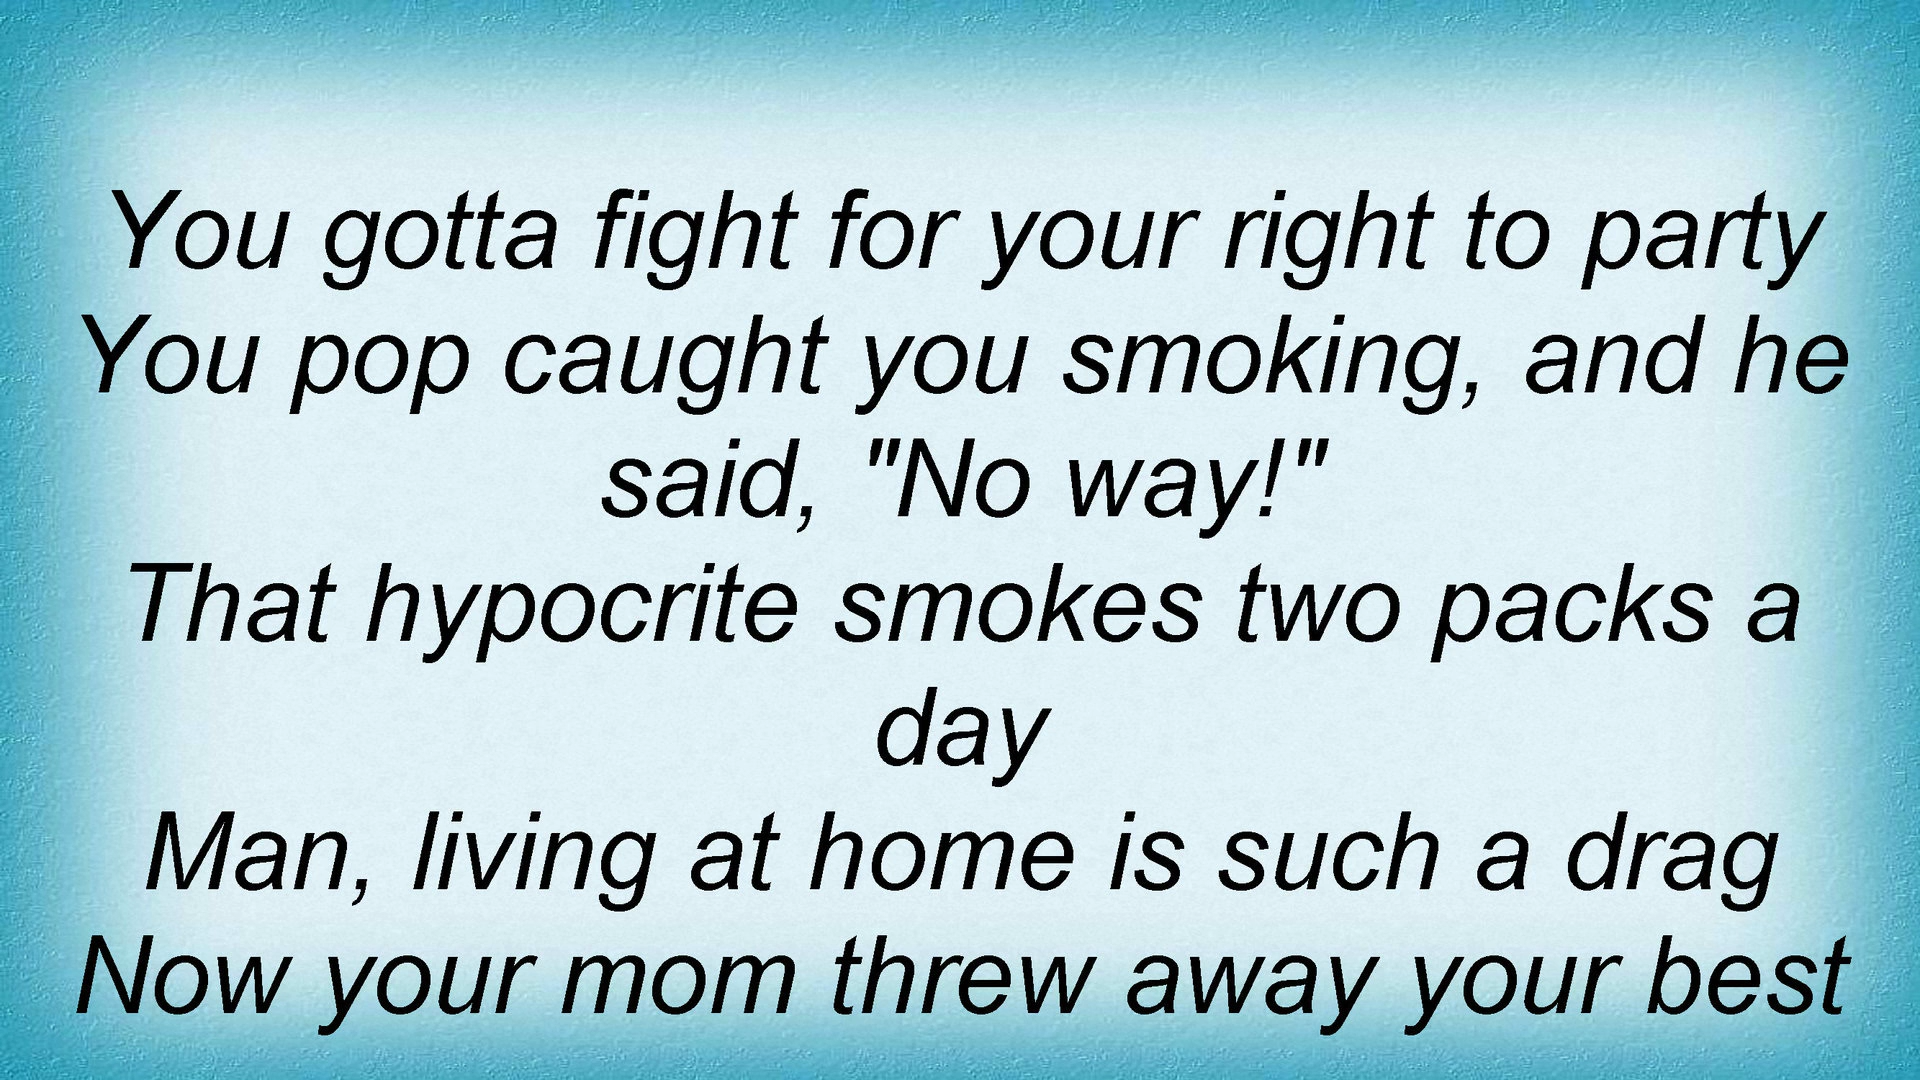 You gotta fight for your right to party
You pop caught you smoking, and he
said, "No way!"
That hypocrite smokes two packs a
day
Man, living at home is such a drag
Now your mom threw away your best